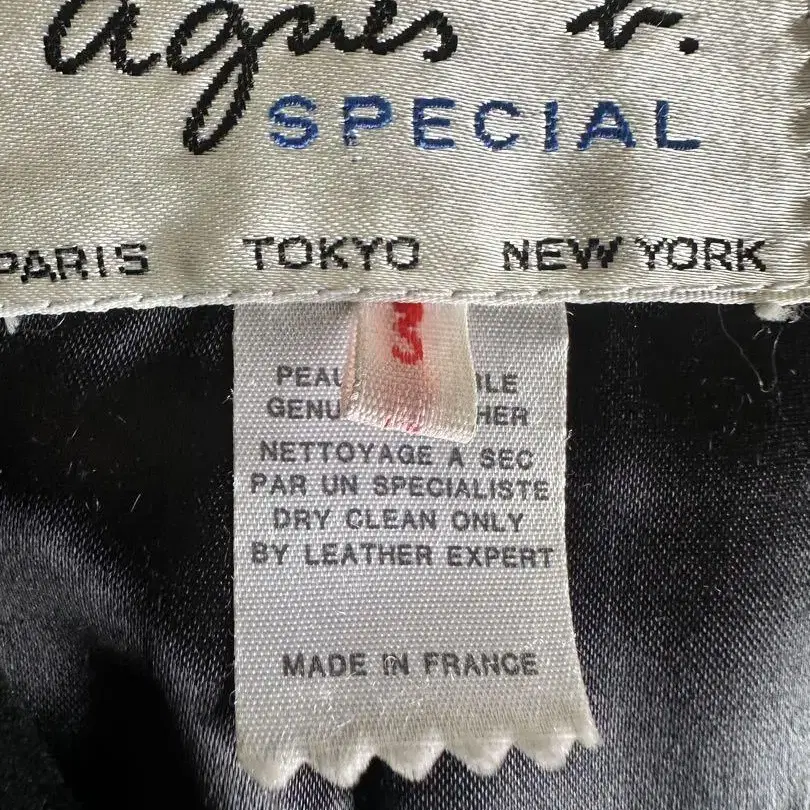 agnes b.
SPECIAL
PARIS TOKYO NEW YORK
3
NETTOYAGE A SEC
PAR UN SPECIALISTE
DRY CLEAN ONLY
BY LEATHER EXPERT
MADE IN FRANCE